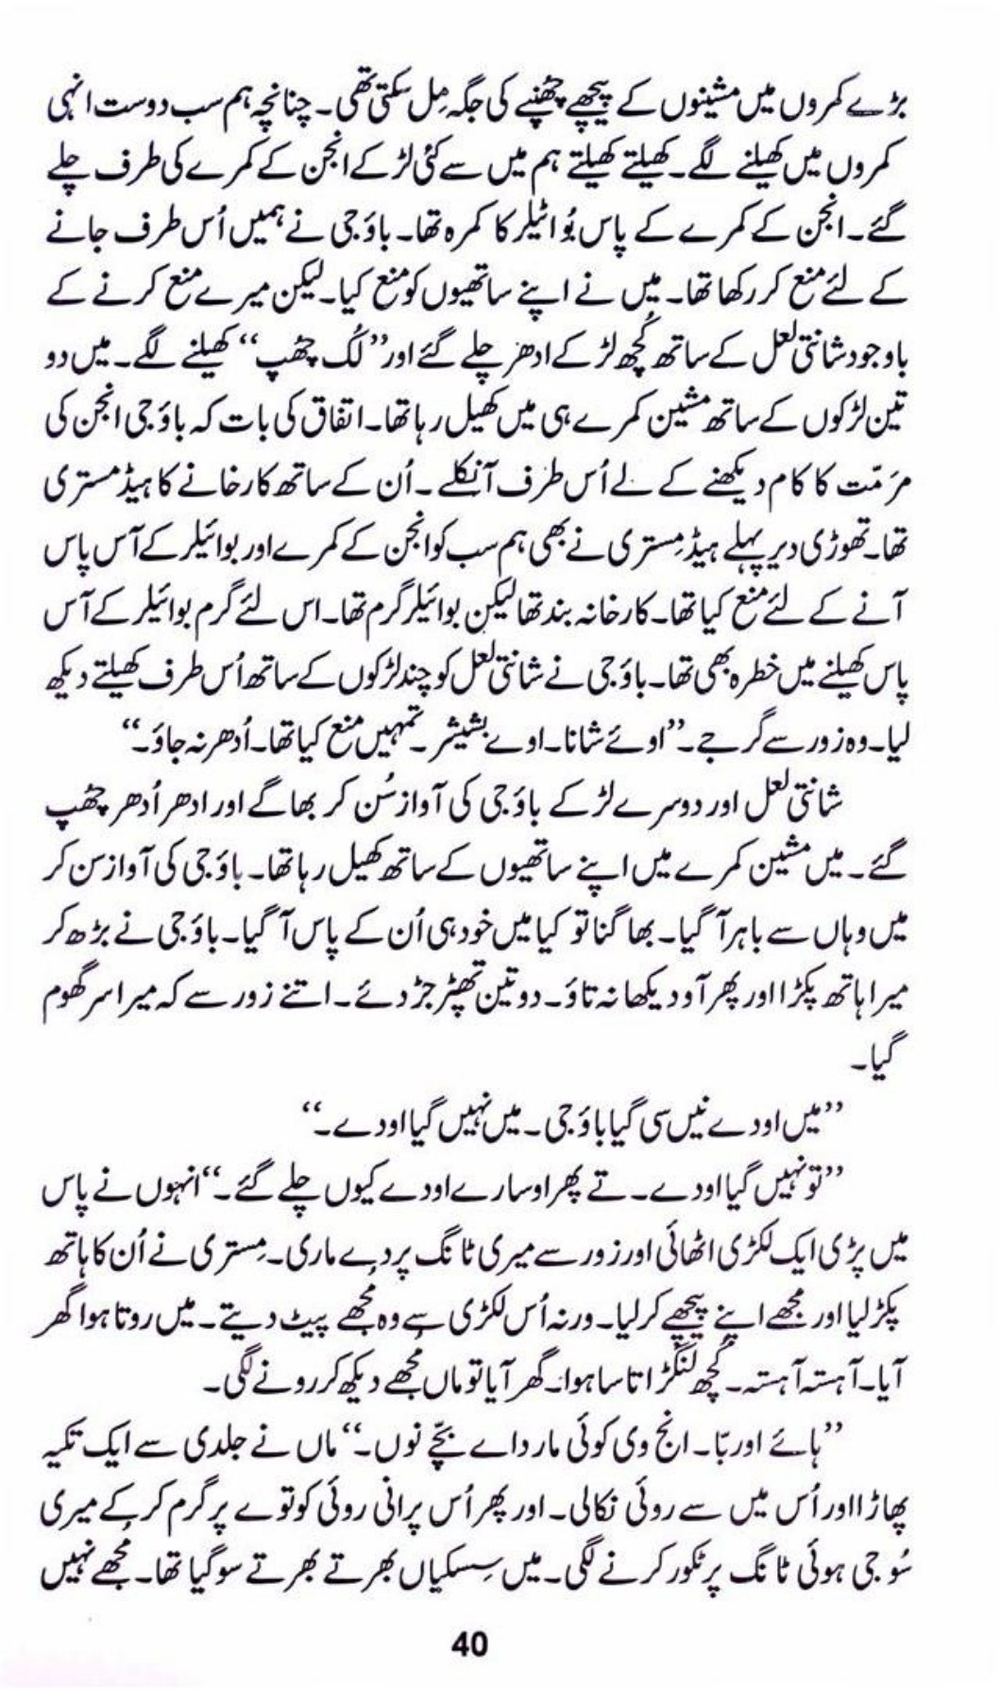 بڑے کمروں میں مشینوں کے پیچھے چھپنے کی جگہ مِل سکتی تھی۔ چنانچہ ہم سب دوست انہی
کمروں میں کھیلنے لگے۔ کھیلتے کھیلتے ہم میں سے کئی لڑکے انجن کے کمرے کی طرف چلے
گئے۔ انجن کے کمرے کے پاس بُوائیلر کا کمرہ تھا۔ باؤجی نے ہمیں اُس طرف جانے
کے لئے منع کر رکھا تھا۔ میں نے اپنے ساتھیوں کو منع کیا۔ لیکن میرے منع کرنے کے
باوجود شانتی لعل کے ساتھ کُچھ لڑکے ادھر چلے گئے اور ”لُک چھپ“ کھیلنے لگے۔ میں دو
تین لڑکوں کے ساتھ مشین کمرے ہی میں کھیل رہا تھا۔ اتفاق کی بات کہ باؤجی انجن کی
مرمّت کا کام دیکھنے کے لے اُس طرف آنکلے۔ اُن کے ساتھ کارخانے کا ہیڈ مستری
تھا۔ تھوڑی دیر پہلے ہیڈ مِستری نے بھی ہم سب کو انجن کے کمرے اور بوائیلر کے آس پاس
آنے کے لئے منع کیا تھا۔ کارخانہ بند تھا لیکن بوائیلر گرم تھا۔ اس لئے گرم بوائیلر کے آس
پاس کھیلنے میں خطرہ بھی تھا۔ باؤجی نے شانتی لعل کو چند لڑکوں کے ساتھ اُس طرف کھیلتے دیکھ
لیا۔ وہ زور سے گرجے۔ ”اوئے شانا۔ اوے بشیشر۔ تمہیں منع کیا تھا۔ اُدھر نہ جاؤ۔“
شانتی لعل اور دوسرے لڑکے باؤجی کی آواز سُن کر بھاگے اور ادھر اُدھر چھپ
گئے۔ میں مشین کمرے میں اپنے ساتھیوں کے ساتھ کھیل رہا تھا۔ باؤجی کی آواز سن کر
میں وہاں سے باہر آ گیا۔ بھاگنا تو کیا میں خود ہی اُن کے پاس آ گیا۔ باؤجی نے بڑھ کر
میرا ہاتھ پکڑا اور پھر آو دیکھا نہ تاؤ۔ دو تین تھپّڑ جڑ دئے۔ اتنے زور سے کہ میرا سر گھوم
گیا۔
”میں اودے نیں سی گیا باؤجی۔ میں نہیں گیا اودے۔“
”تو نہیں گیا اودے۔ تے پھر اوسارے اودے کیوں چلے گئے۔“ انہوں نے پاس
میں پڑی ایک لکڑی اٹھائی اور زور سے میری ٹانگ پر دے ماری۔ مِستری نے اُن کا ہاتھ
پکڑ لیا اور مجھے اپنے پیچھے کر لیا۔ ورنہ اُس لکڑی سے وہ مُجھے پیٹ دیتے۔ میں روتا ہوا گھر
آیا۔ آہستہ آہستہ۔ کُچھ لنگڑاتا سا ہوا۔ گھر آیا تو ماں مُجھے دیکھ کر رونے لگی۔
”ہائے اوربّا۔ انج وی کوئی مارداے بچّے نوں۔“ ماں نے جلدی سے ایک تکیہ
پھاڑا اور اُس میں سے روئی نکالی۔ اور پھر اُس پرانی روئی کو توے پر گرم کر کے میری
سُوجی ہوئی ٹانگ پر ٹکور کرنے لگی۔ میں سِسکیاں بھرتے بھرتے سو گیا تھا۔ مُجھے نہیں
40